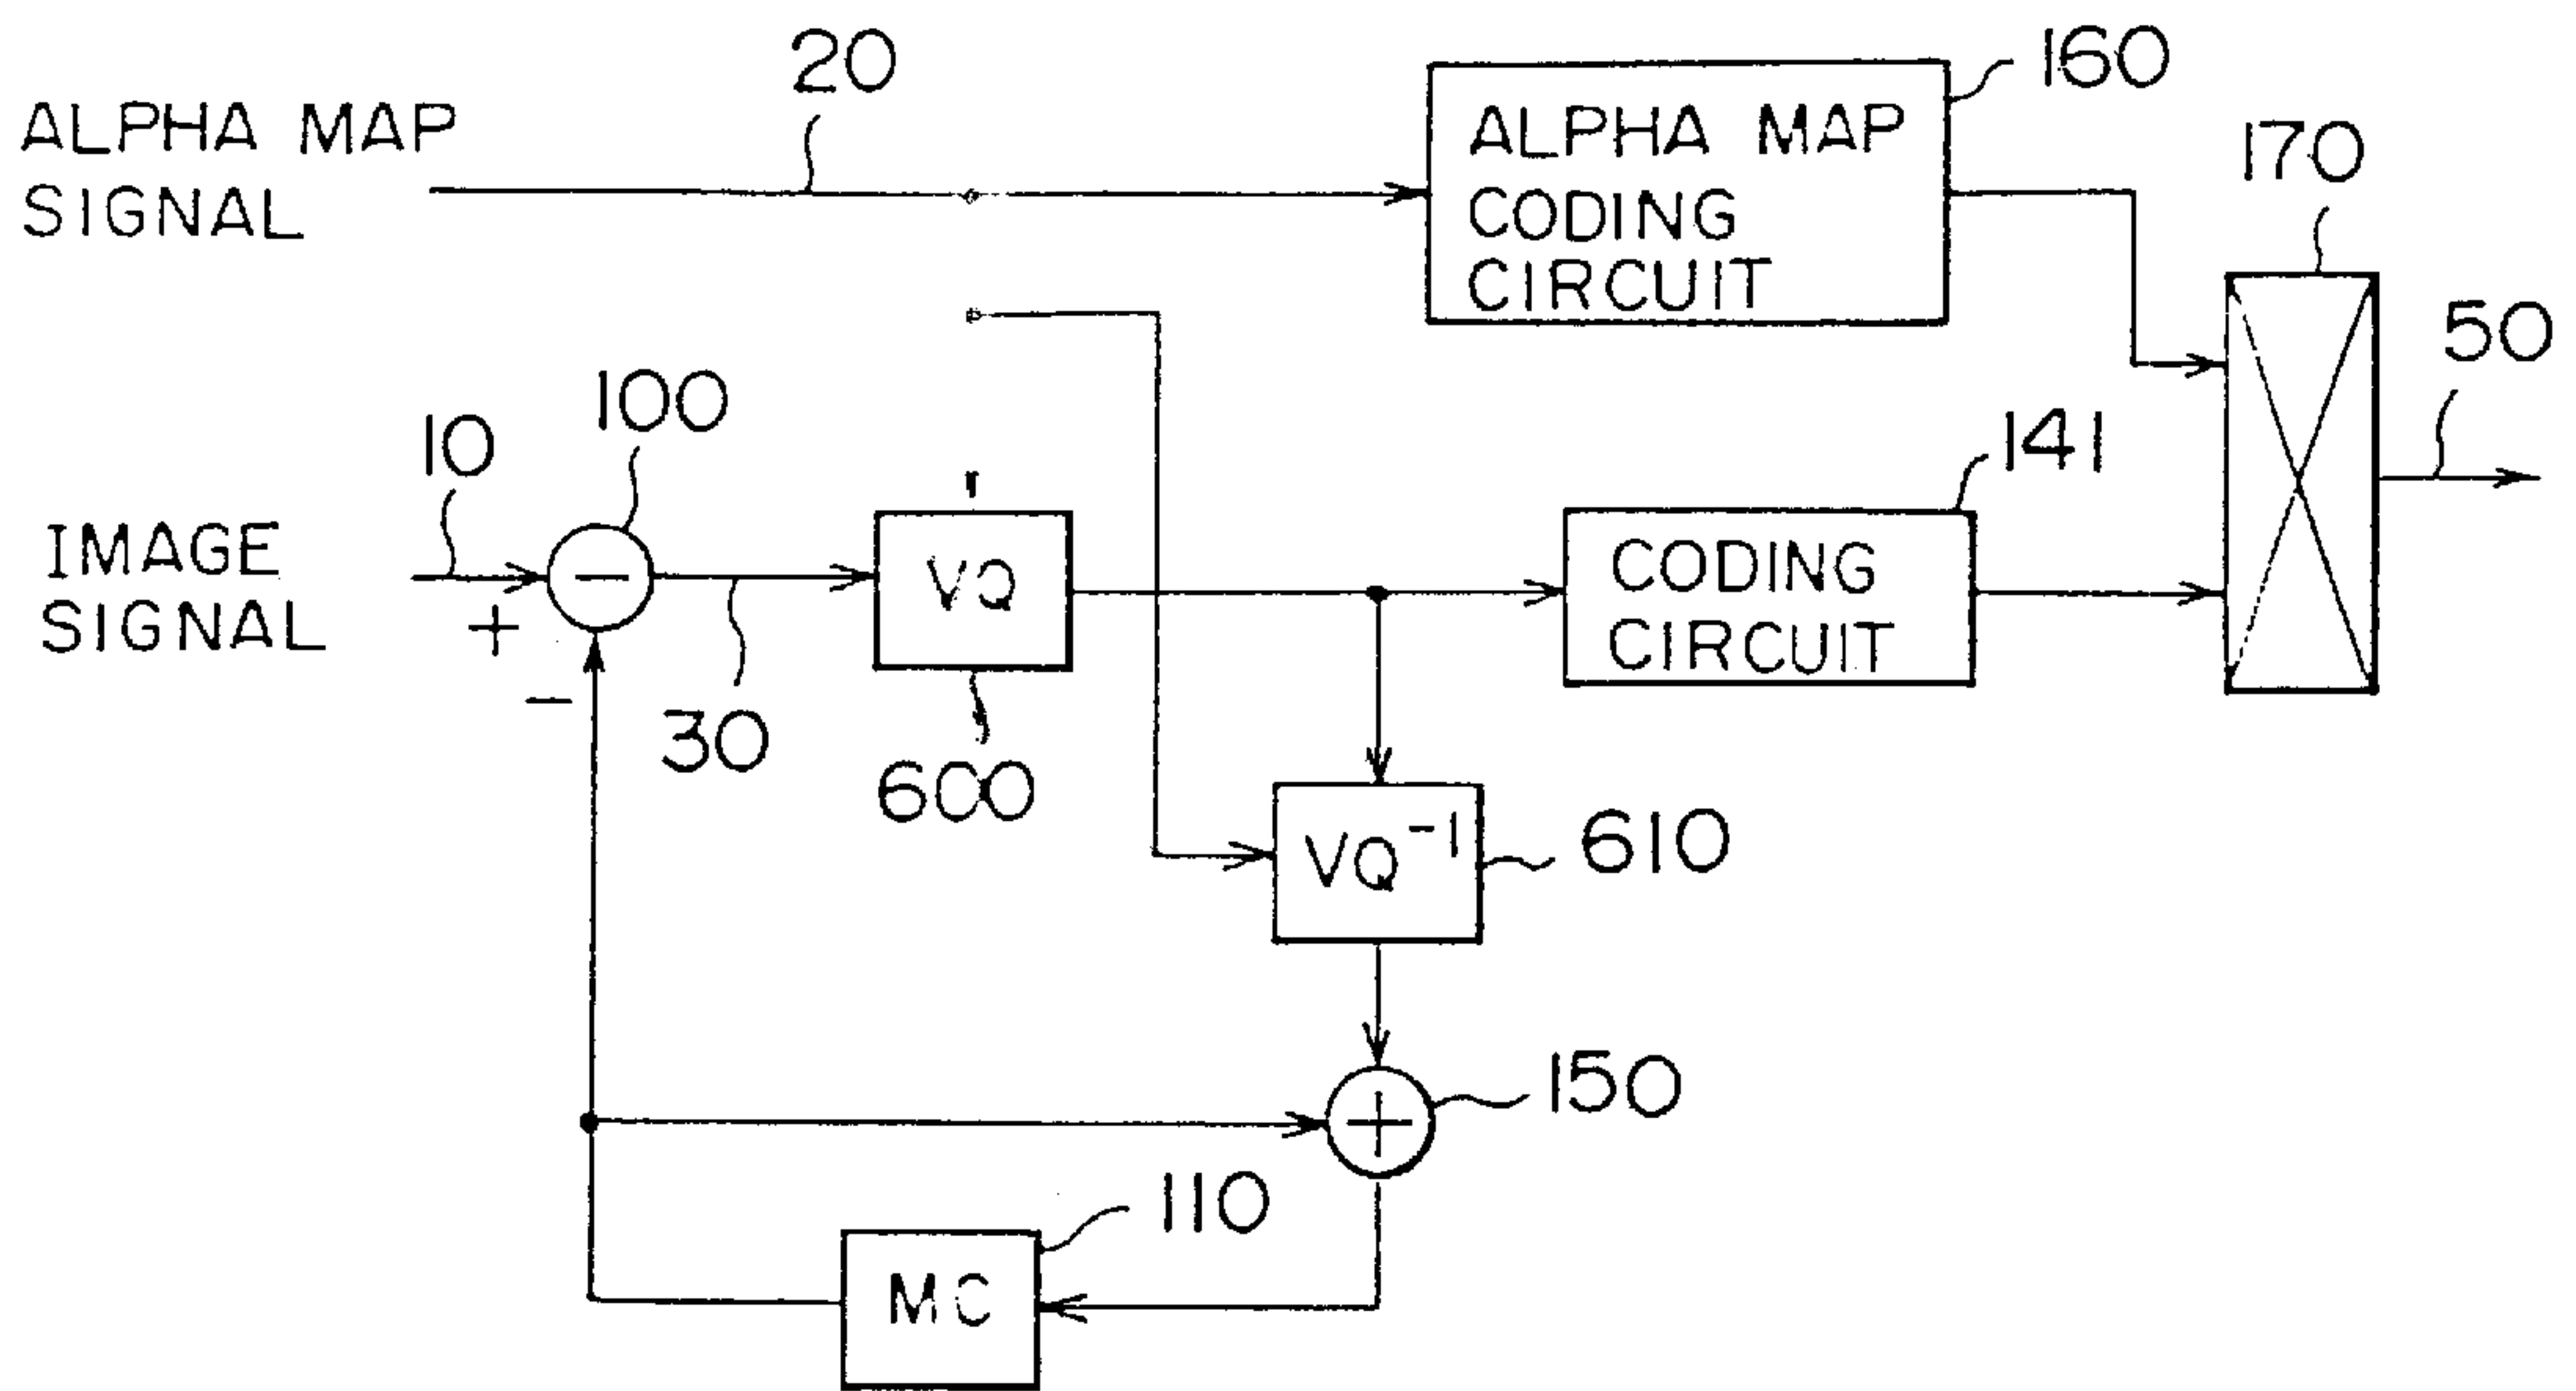 20
160
ALPHA MAP
SIGNAL
ALPHA MAP
CODING
CIRCUIT
170
50
10
100
141
IMAGE
SIGNAL
+
−
−
30
VQ
600
CODING
CIRCUIT
VQ⁻¹
610
+
150
110
MC